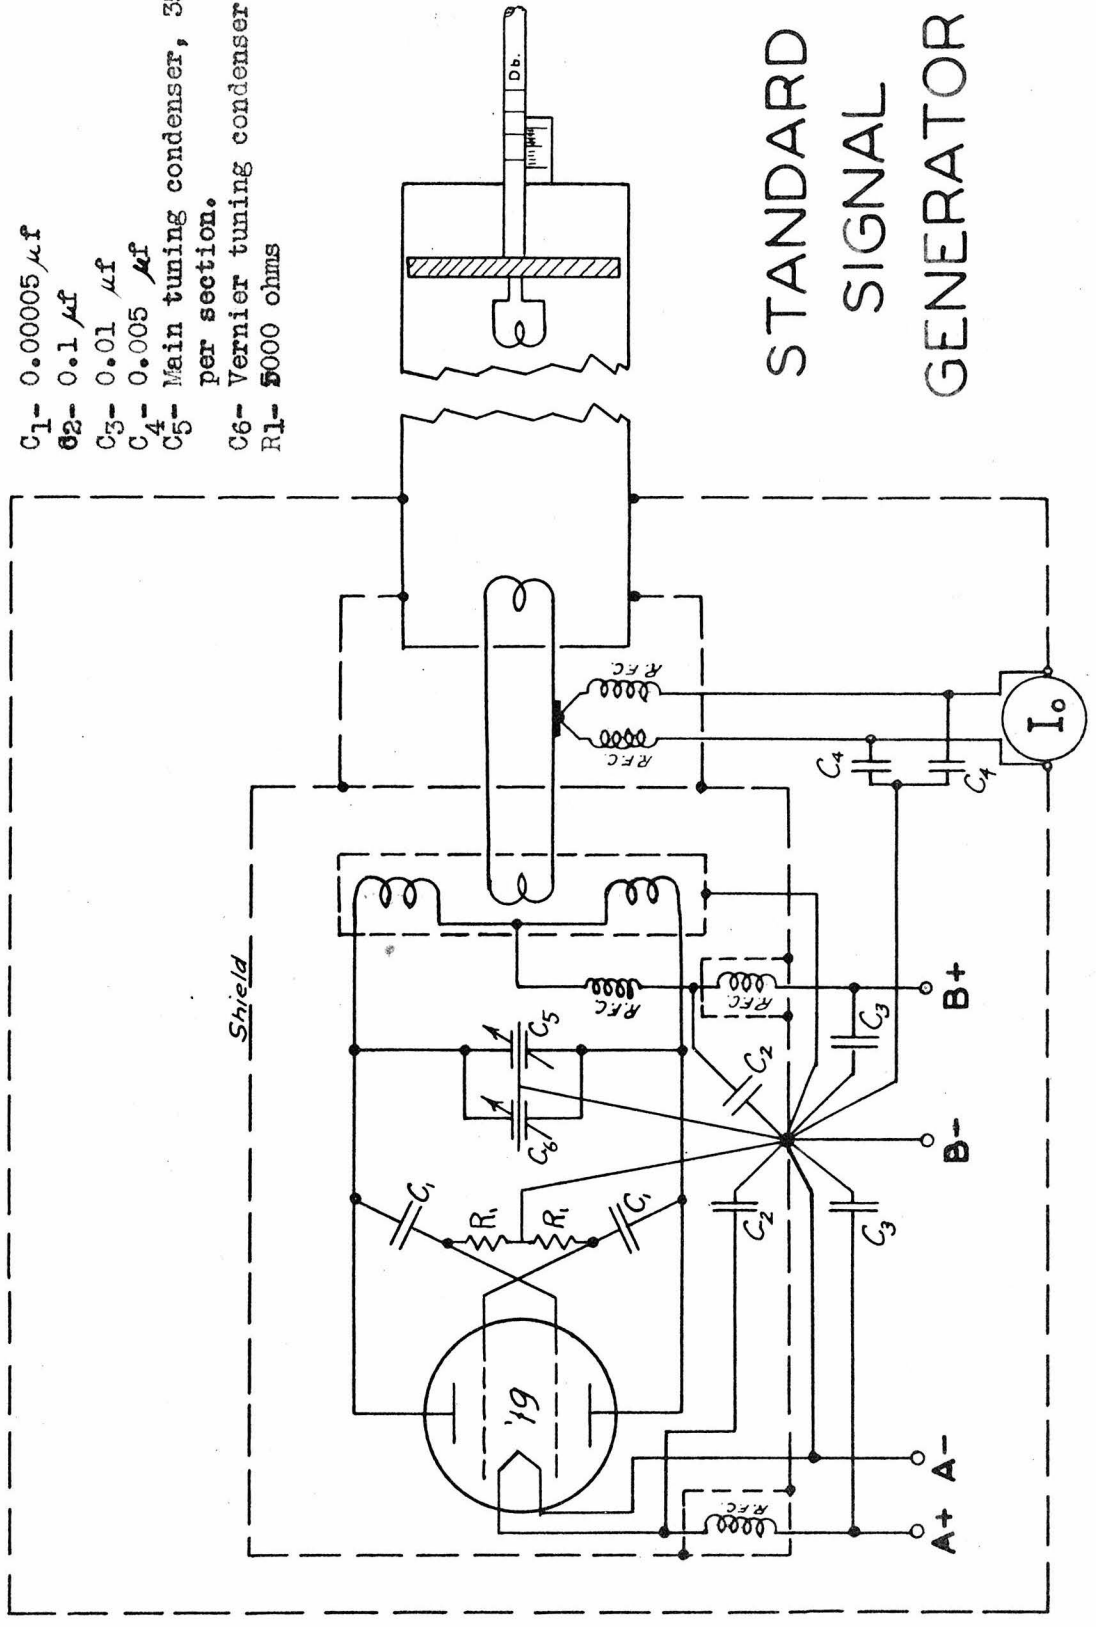 C1- 0.00005 μf
C2- 0.1 μf
C3- 0.01 μf
C4- 0.005 μf
C5- Main tuning condenser,
per section.
C6- Vernier tuning condenser
R1- 5000 ohms
Db.
STANDARD
SIGNAL
GENERATOR
Shield
R.F.C.
R.F.C.
C4
C4
I0
C5
C6
R.F.C.
R.F.C.
C2
C3
B+
B-
C1
R1
R1
C1
C2
C3
'19
R.F.C.
A-
A+